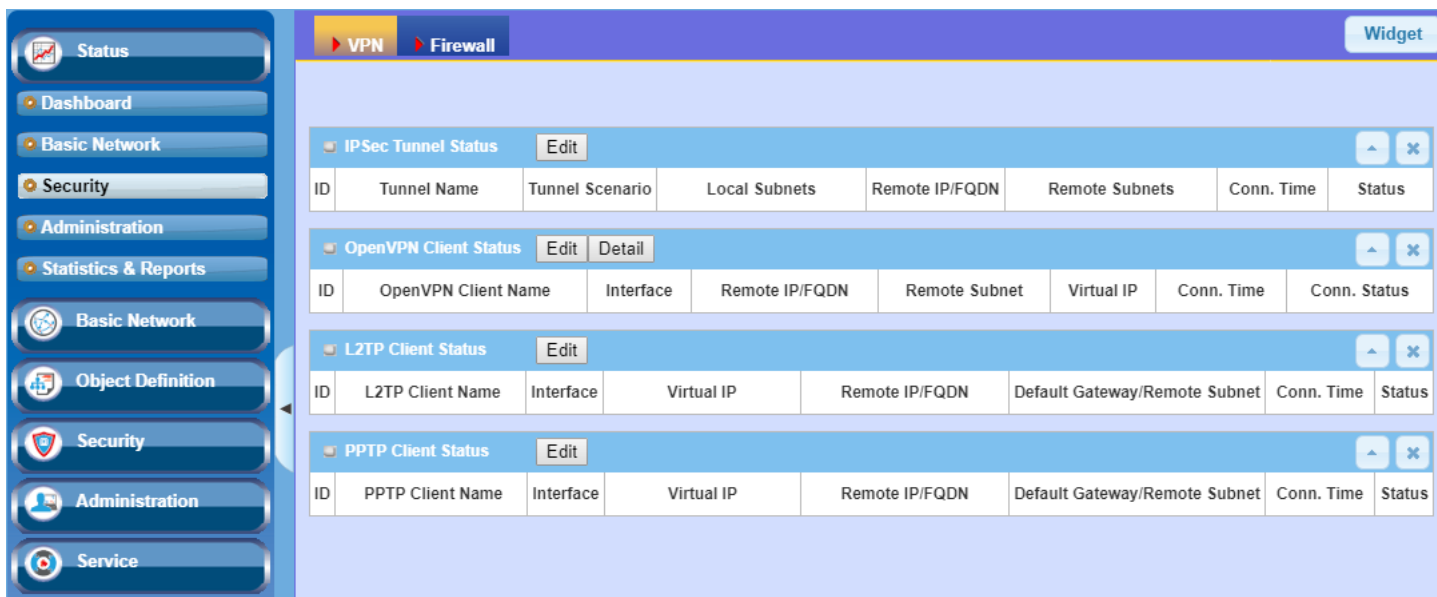 Status
Dashboard
Basic Network
Security
Administration
Statistics & Reports
Basic Network
Object Definition
Security
Administration
Service
VPN Firewall Widget
IPSec Tunnel Status Edit
ID Tunnel Name Tunnel Scenario Local Subnets Remote IP/FQDN Remote Subnets Conn. Time Status
OpenVPN Client Status Edit Detail
ID OpenVPN Client Name Interface Remote IP/FQDN Remote Subnet Virtual IP Conn. Time Conn. Status
L2TP Client Status Edit
ID L2TP Client Name Interface Virtual IP Remote IP/FQDN Default Gateway/Remote Subnet Conn. Time Status
PPTP Client Status Edit
ID PPTP Client Name Interface Virtual IP Remote IP/FQDN Default Gateway/Remote Subnet Conn. Time Status